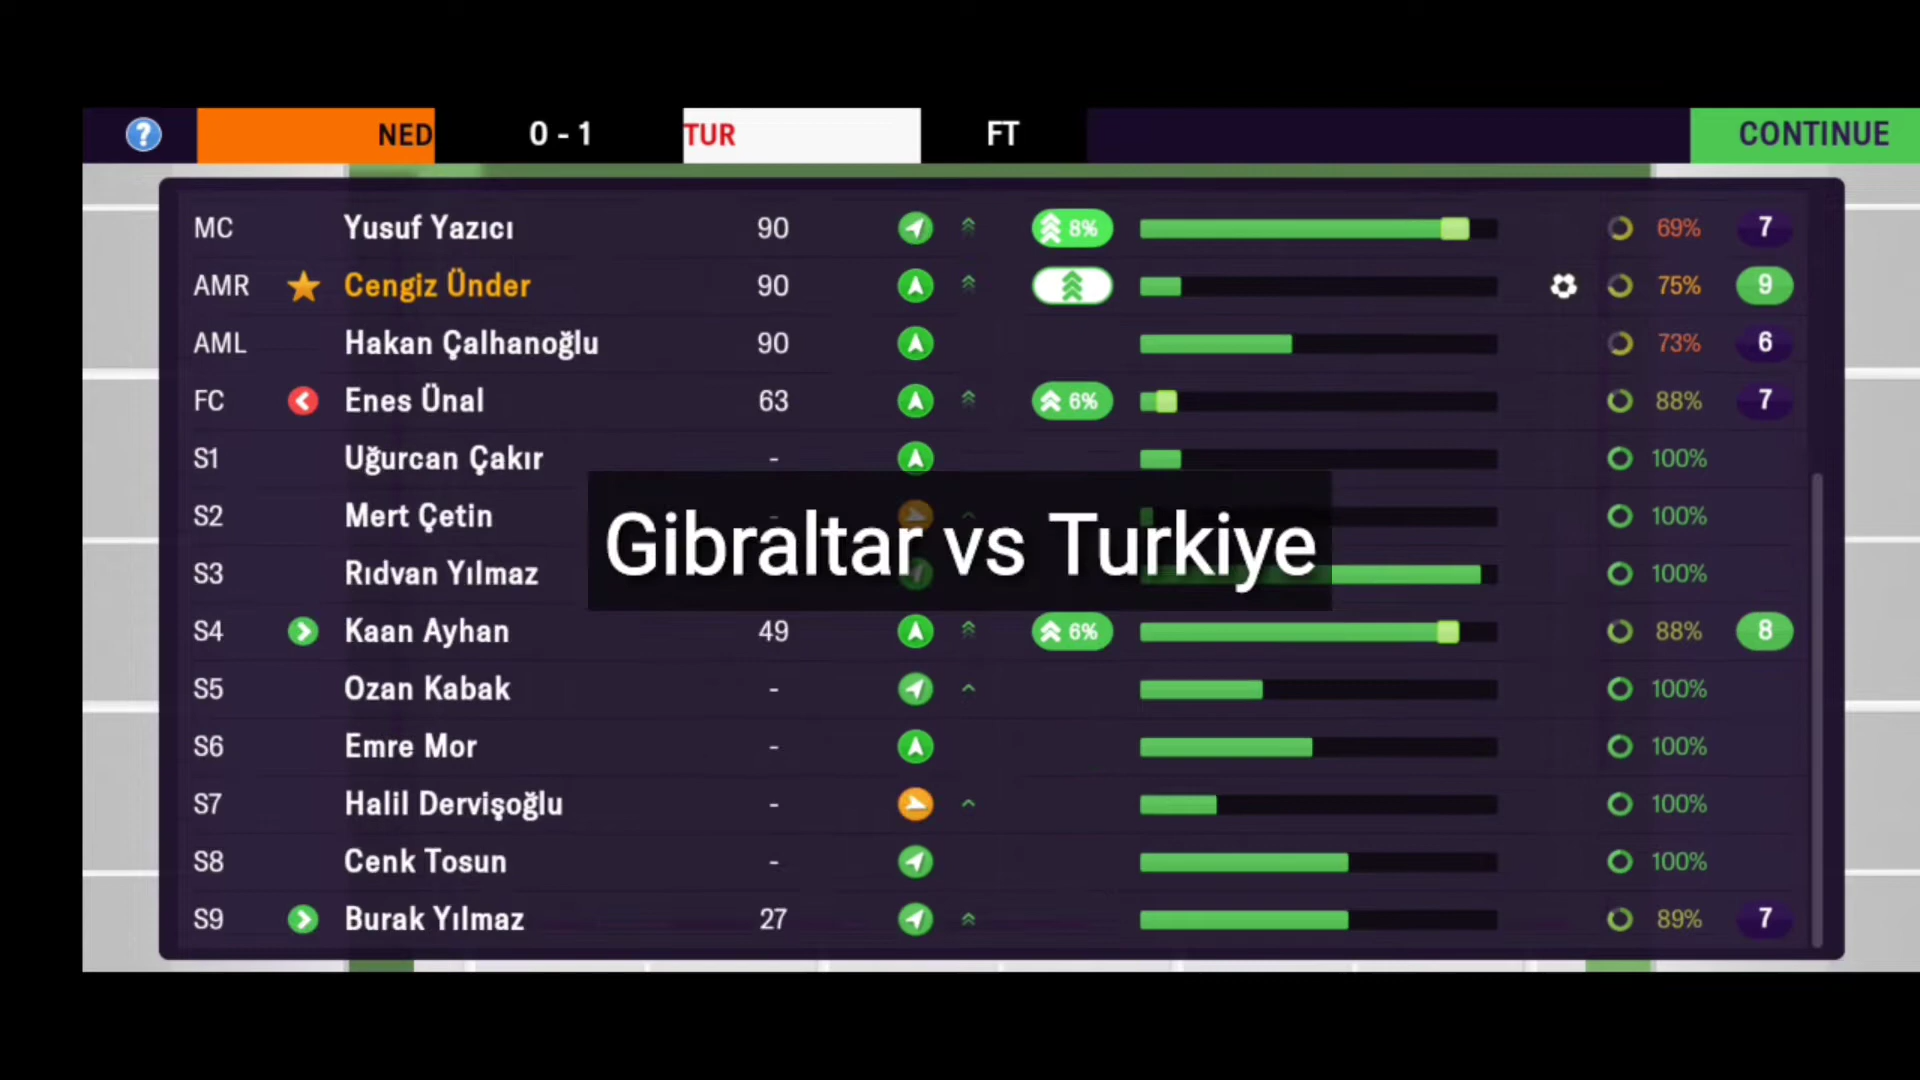 ? NED 0 - 1 TUR FT CONTINUE
MC Yusuf Yazıcı 90 8% 69% 7
AMR Cengiz Ünder 90 75% 9
AML Hakan Çalhanoğlu 90 73% 6
FC Enes Ünal 63 6% 88% 7
S1 Uğurcan Çakır - 100%
S2 Mert Çetin - 100%
Gibraltar vs Turkiye
S3 Rıdvan Yılmaz 100%
S4 Kaan Ayhan 49 6% 88% 8
S5 Ozan Kabak - 100%
S6 Emre Mor - 100%
S7 Halil Dervişoğlu - 100%
S8 Cenk Tosun - 100%
S9 Burak Yılmaz 27 89% 7